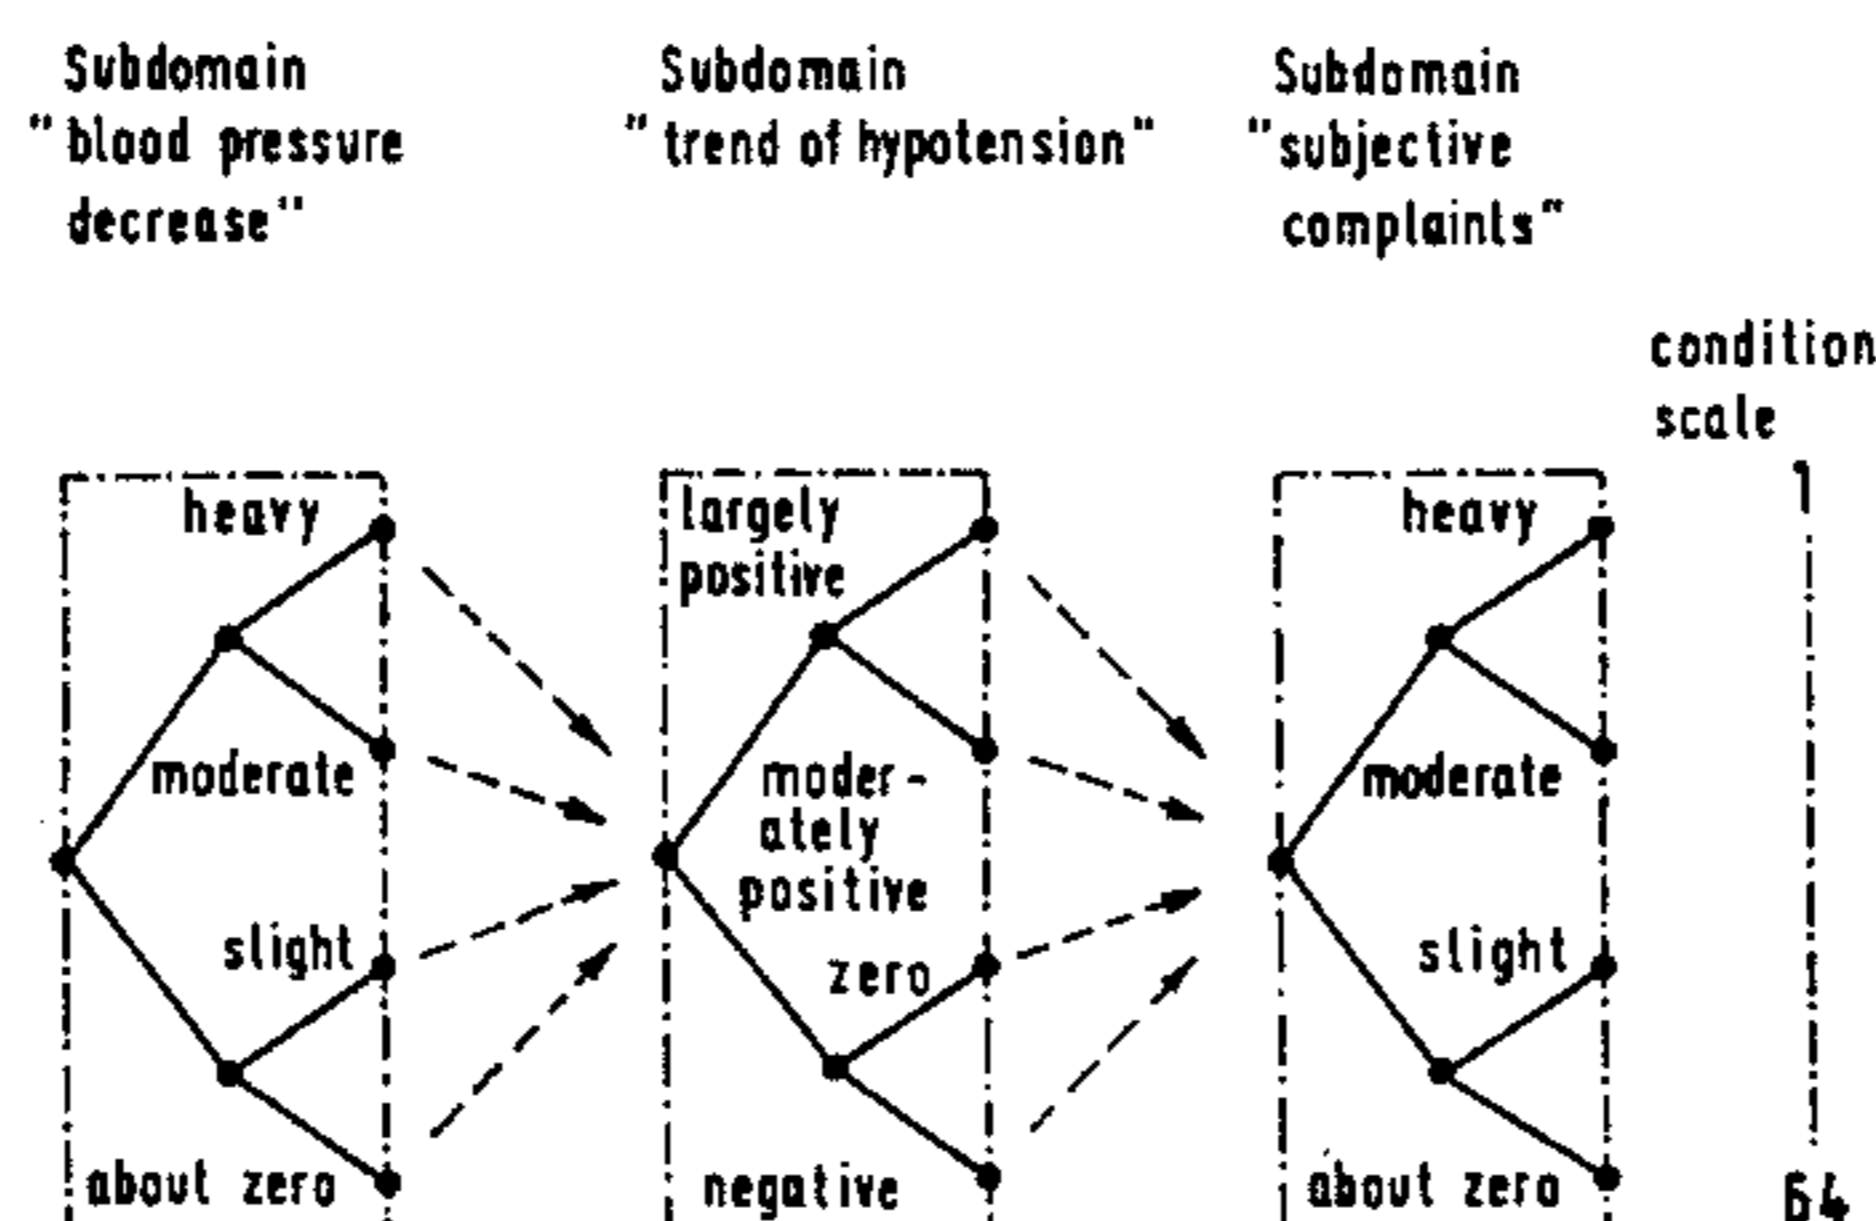 Subdomain
"blood pressure
decrease"
Subdomain
"trend of hypotension"
Subdomain
"subjective
complaints"
condition
scale
1
heavy
moderate
slight
about zero
largely
positive
moder-
ately
positive
zero
negative
heavy
moderate
slight
about zero
64